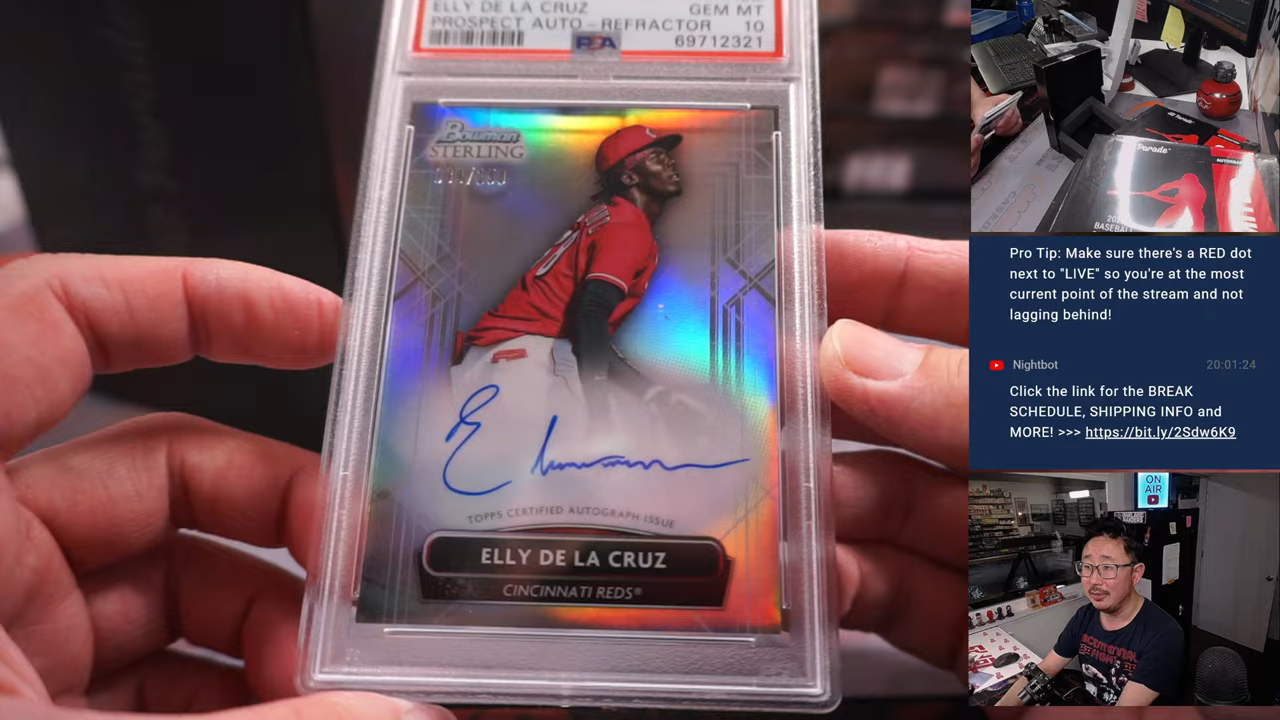 ELLY DE LA CRUZ GEM MT
PROSPECT AUTO-REFRACTOR 10
PSA 69712321
Bowman
STERLING
TOPPS CERTIFIED AUTOGRAPH ISSUE
ELLY DE LA CRUZ
CINCINNATI REDS®
Parade
BASEBALL
Pro Tip: Make sure there's a RED dot
next to "LIVE" so you're at the most
current point of the stream and not
lagging behind!
Nightbot 20:01:24
Click the link for the BREAK
SCHEDULE, SHIPPING INFO and
MORE! >>> https://bit.ly/2Sdw6K9
ON
AIR